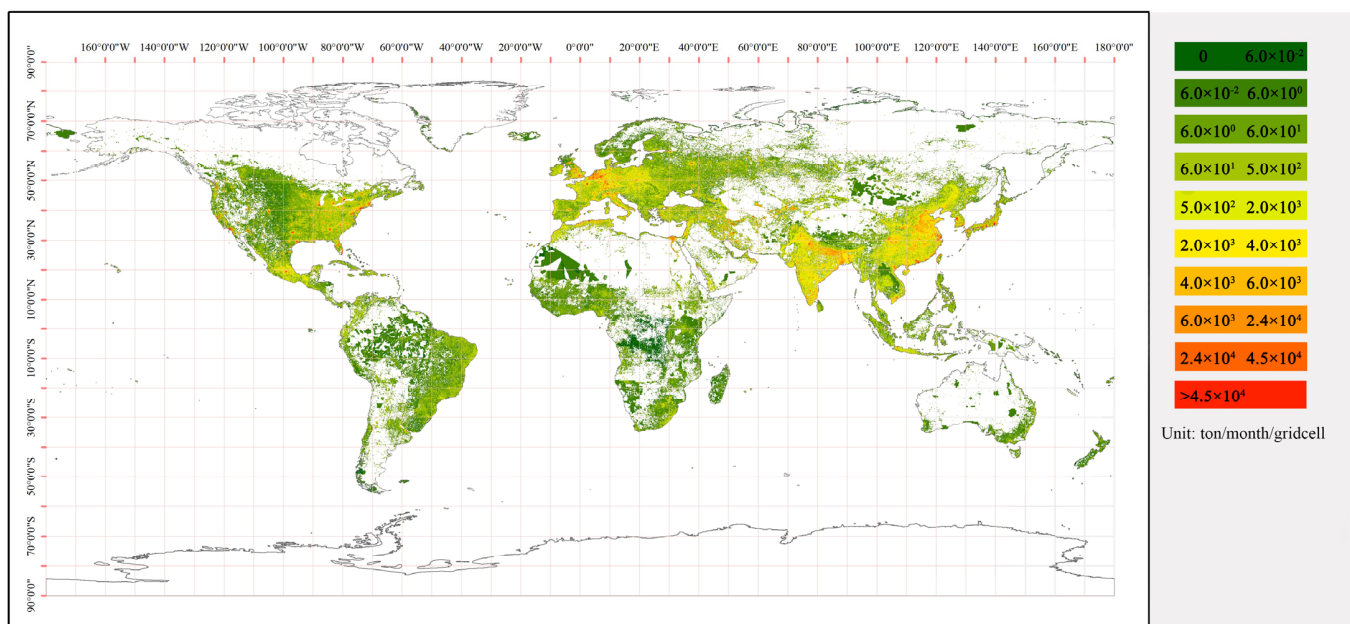 160°0'0"W 140°0'0"W 120°0'0"W 100°0'0"W 80°0'0"W 60°0'0"W 40°0'0"W 20°0'0"W 0°0'0" 20°0'0"E 40°0'0"E 60°0'0"E 80°0'0"E 100°0'0"E 120°0'0"E 140°0'0"E 160°0'0"E 180°0'0"
90°0'0"
70°0'0"N
50°0'0"N
30°0'0"N
10°0'0"N
10°0'0"S
30°0'0"S
50°0'0"S
70°0'0"S
90°0'0"S
0 6.0×10⁻²
6.0×10⁻² 6.0×10⁰
6.0×10⁰ 6.0×10¹
6.0×10¹ 5.0×10²
5.0×10² 2.0×10³
2.0×10³ 4.0×10³
4.0×10³ 6.0×10³
6.0×10³ 2.4×10⁴
2.4×10⁴ 4.5×10⁴
>4.5×10⁴
Unit: ton/month/gridcell